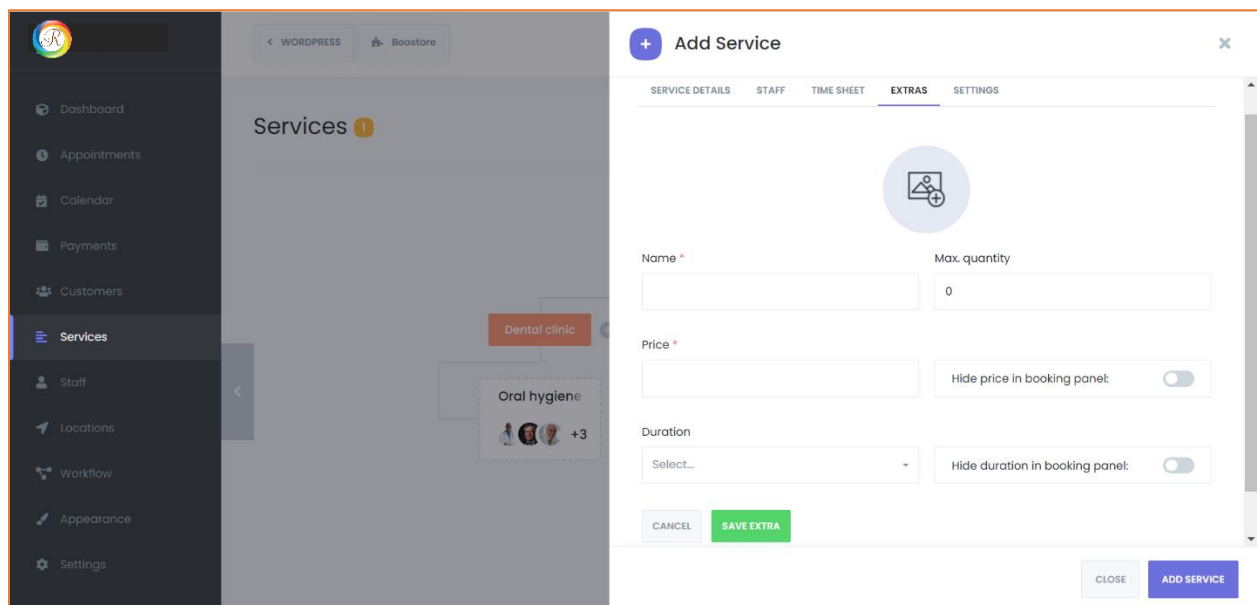 R
< WORDPRESS
Boostore
Dashboard
Appointments
Calendar
Payments
Customers
Services
Staff
Locations
Workflow
Appearance
Settings
Services 1
Dental clinic
Oral hygiene
+3
+ Add Service ×
SERVICE DETAILS STAFF TIME SHEET EXTRAS SETTINGS
Name * Max. quantity
0
Price *
Hide price in booking panel:
Duration
Select... Hide duration in booking panel:
CANCEL SAVE EXTRA
CLOSE ADD SERVICE